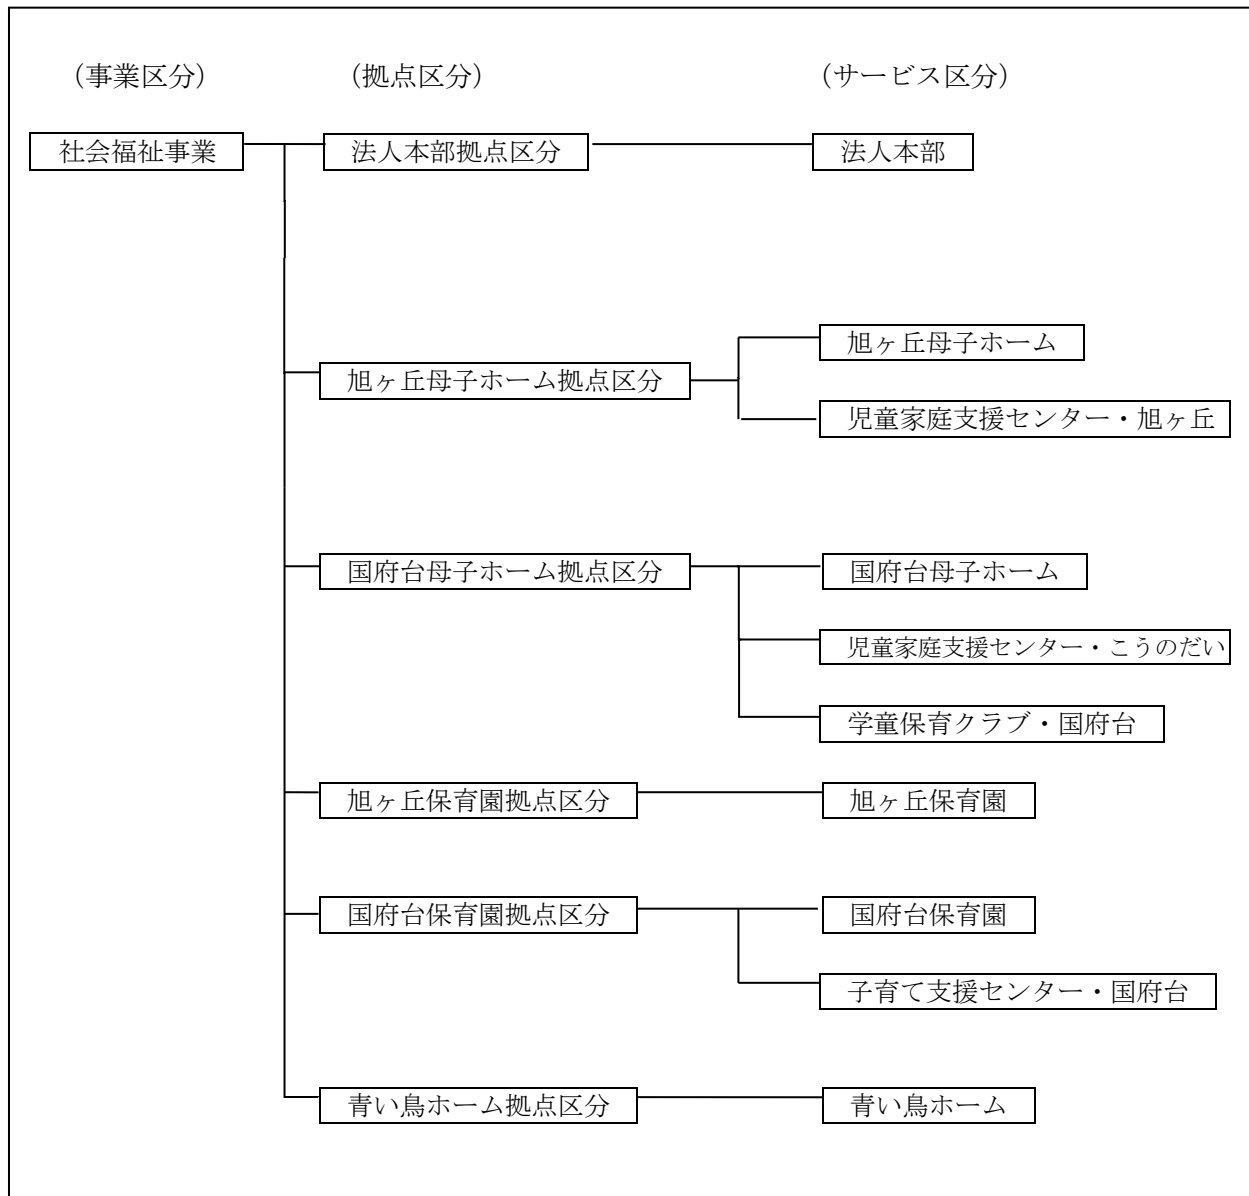 （事業区分） （拠点区分） （サービス区分）
社会福祉事業 法人本部拠点区分 法人本部
旭ヶ丘母子ホーム
旭ヶ丘母子ホーム拠点区分
児童家庭支援センター・旭ヶ丘
国府台母子ホーム拠点区分 国府台母子ホーム
児童家庭支援センター・こうのだい
学童保育クラブ・国府台
旭ヶ丘保育園拠点区分 旭ヶ丘保育園
国府台保育園拠点区分 国府台保育園
子育て支援センター・国府台
青い鳥ホーム拠点区分 青い鳥ホーム